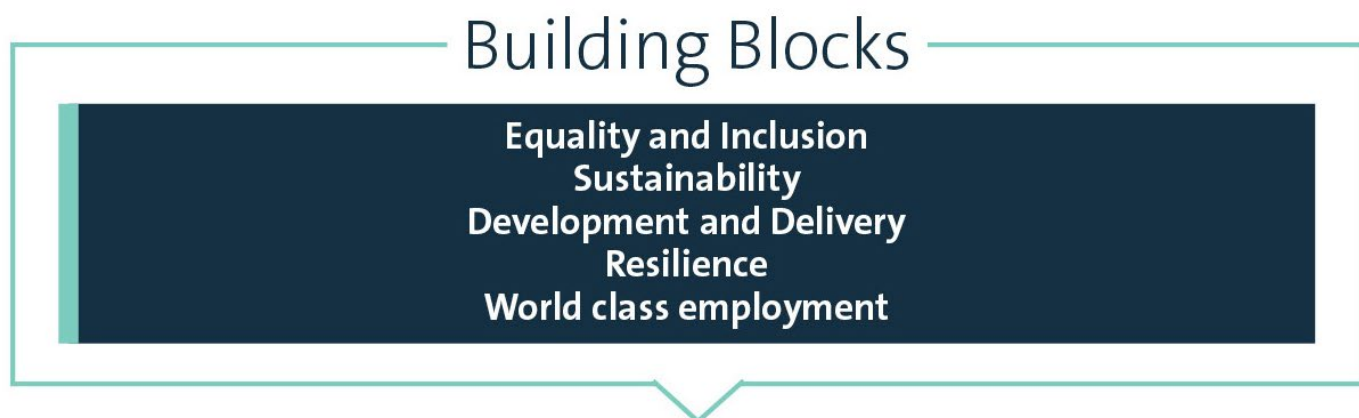 Building Blocks
Equality and Inclusion
Sustainability
Development and Delivery
Resilience
World class employment